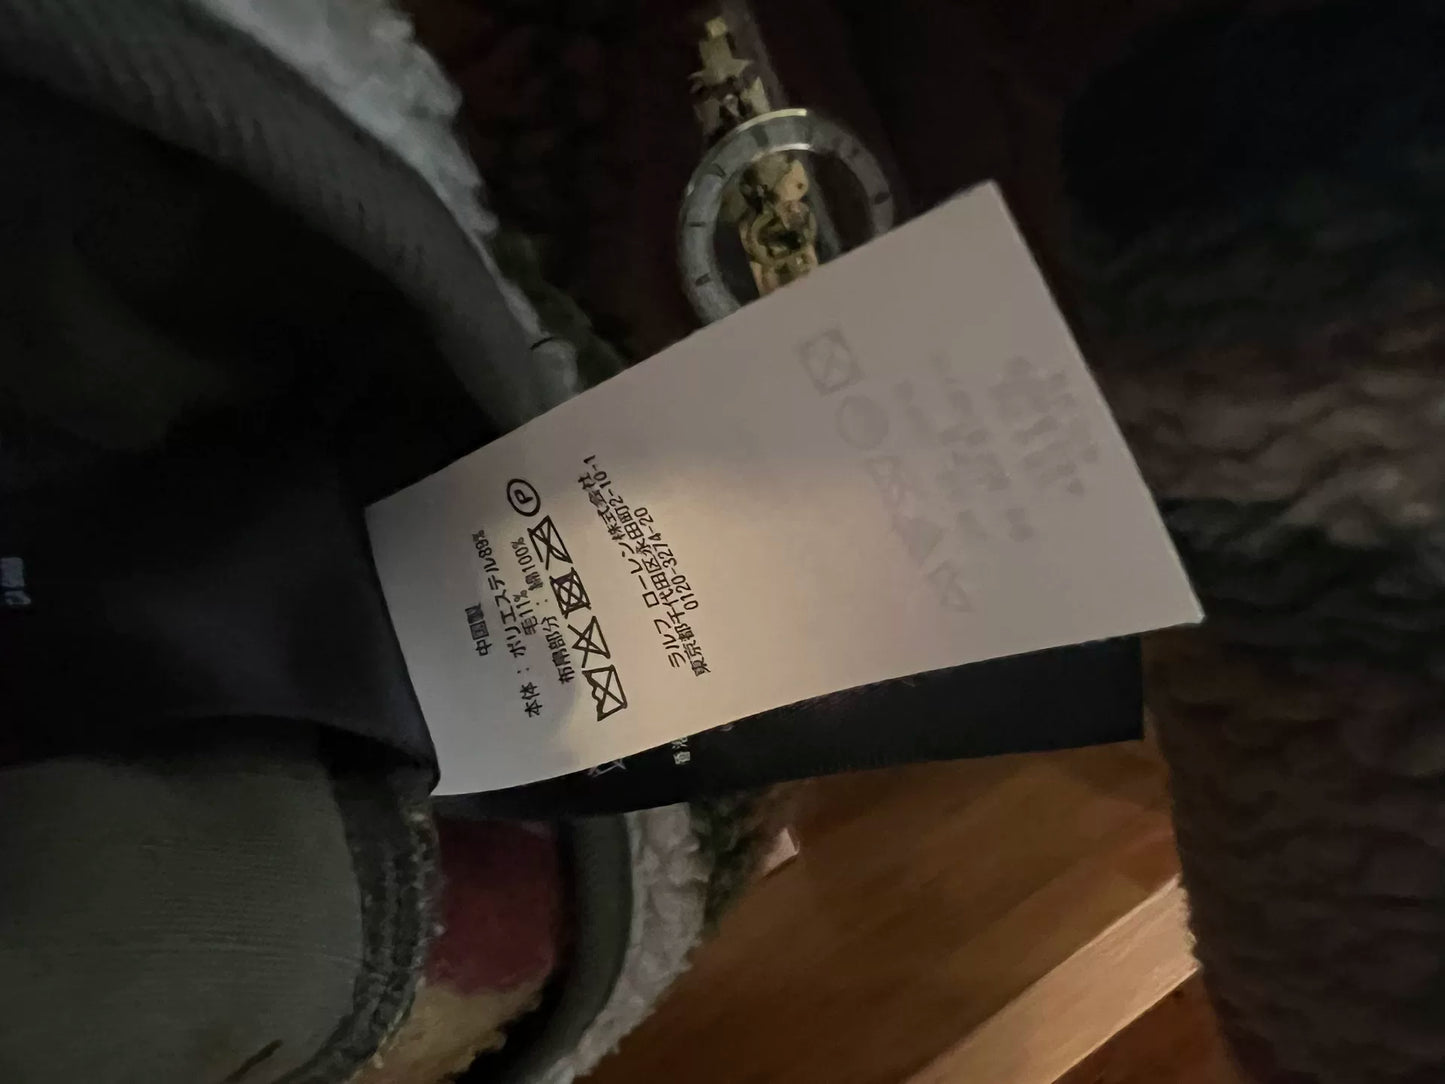 中国製
本体: ポリエステル89%
毛11%
布帛部分: 綿100%
P
ラルフ ローレン株式会社
東京都千代田区永田町2-10-1
0120-3274-20
香港